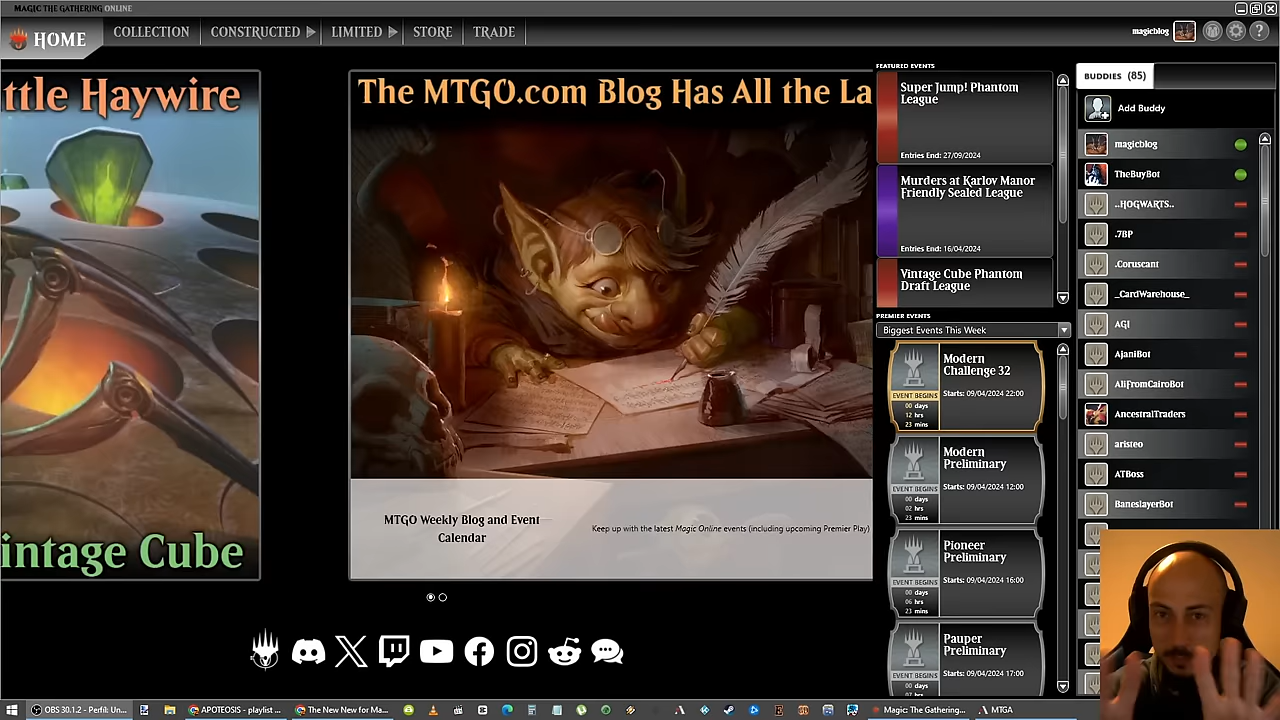 MAGIC THE GATHERING ONLINE
HOME
COLLECTION
CONSTRUCTED
LIMITED
STORE
TRADE
magicblog
ttle Haywire
intage Cube
The MTGO.com Blog Has All the La
MTGO Weekly Blog and Event
Calendar
Keep up with the latest Magic Online events (including upcoming Premier Play)
FEATURED EVENTS
Super Jump! Phantom
League
Entries End: 27/09/2024
Murders at Karlov Manor
Friendly Sealed League
Entries End: 16/04/2024
Vintage Cube Phantom
Draft League
PREMIER EVENTS
Biggest Events This Week
Modern
Challenge 32
Starts: 09/04/2024 22:00
EVENT BEGINS
00 days
12 hrs
23 mins
Modern
Preliminary
Starts: 09/04/2024 12:00
EVENT BEGINS
00 days
02 hrs
23 mins
Pioneer
Preliminary
Starts: 09/04/2024 16:00
EVENT BEGINS
00 days
06 hrs
23 mins
Pauper
Preliminary
Starts: 09/04/2024 17:00
EVENT BEGINS
00 days
BUDDIES (85)
Add Buddy
magicblog
TheBuyBot
..HOGWARTS..
.7BP
.Coruscant
_CardWarehouse_
AGI
AjaniBot
AliFromCairoBot
AncestralTraders
aristeo
ATBoss
BaneslayerBot
OBS 30.1.2 - Perfil: Un...
APOTEOSIS - playlist ...
The New New for Ma...
Magic: The Gathering...
MTGA